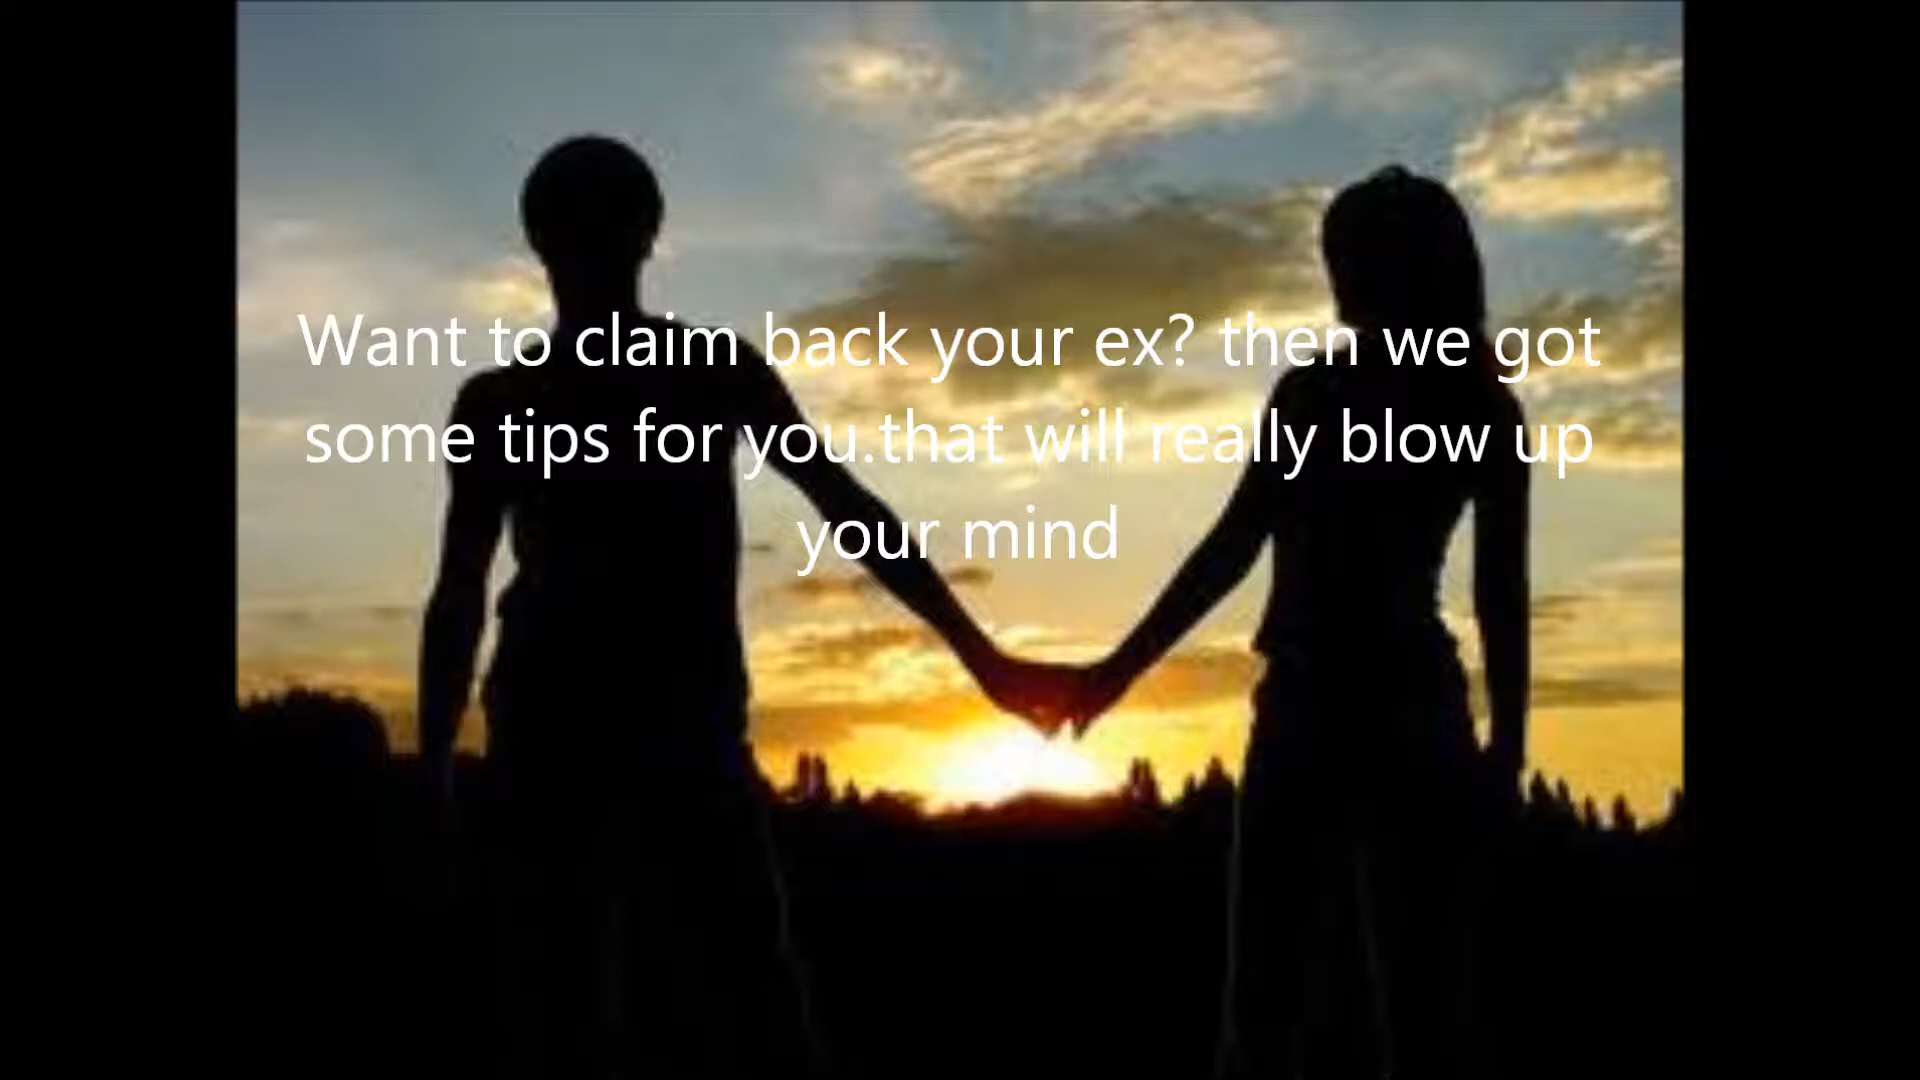 Want to claim back your ex? then we got
some tips for you.that will really blow up
your mind